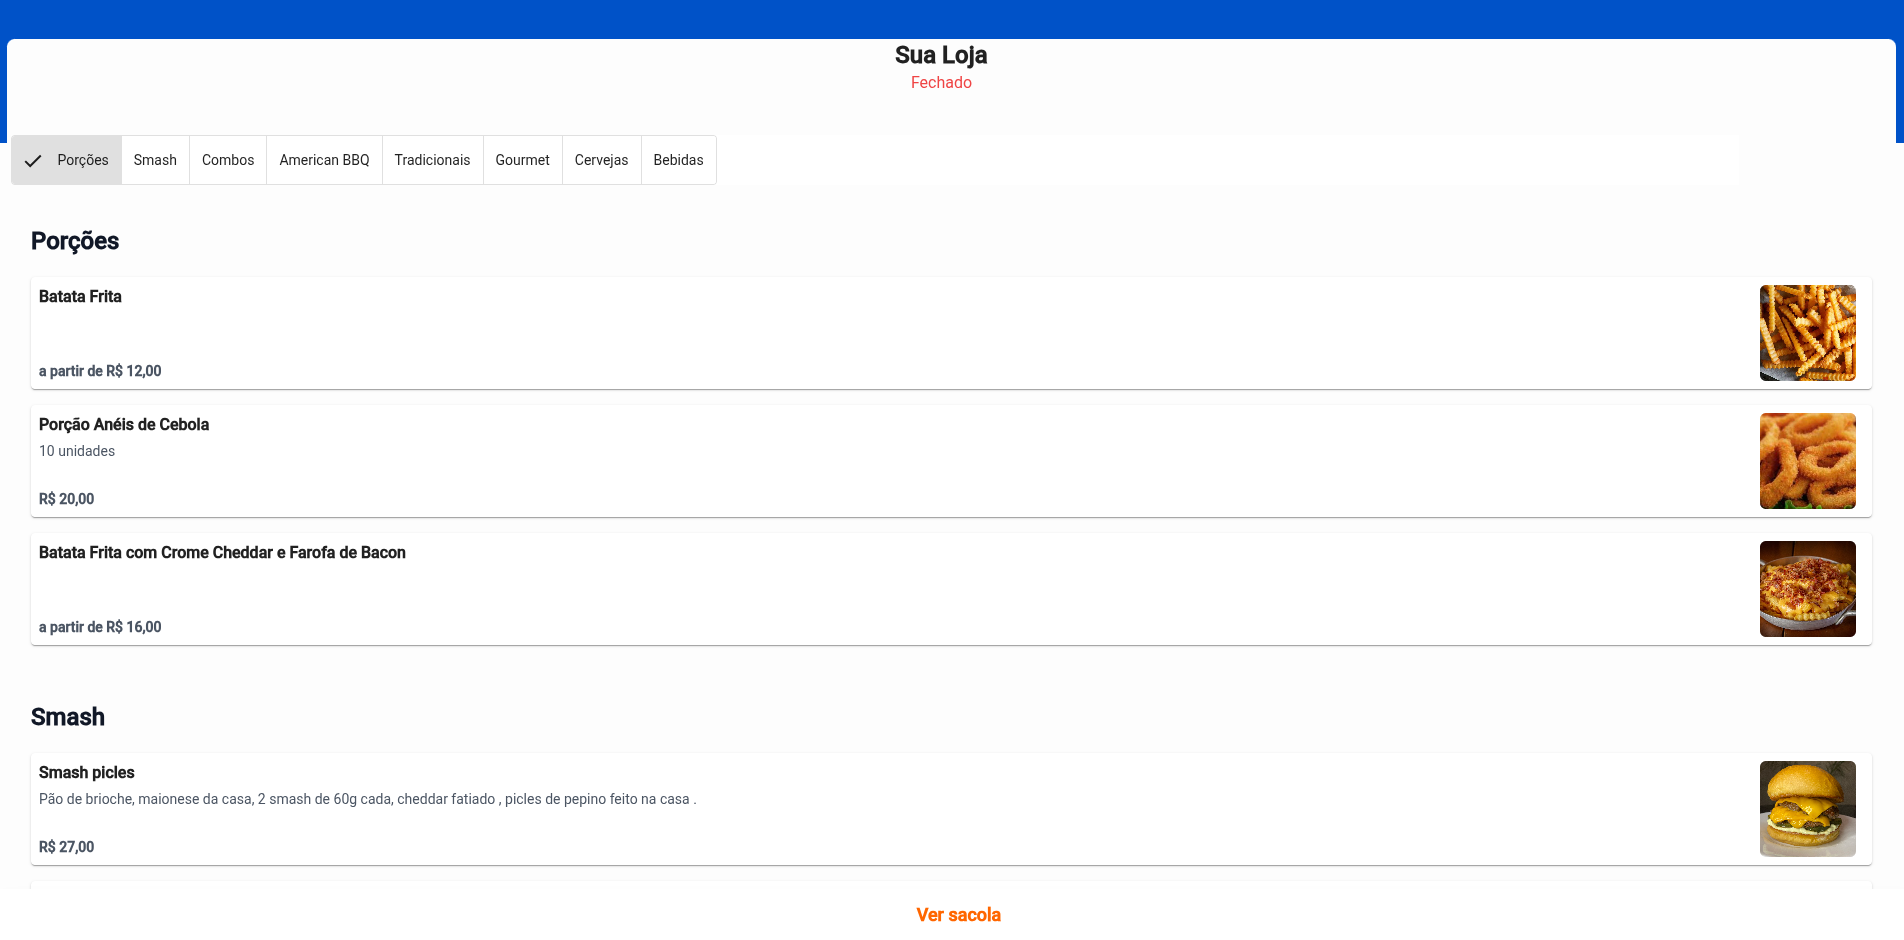 Sua Loja
Fechado
Porções Smash Combos American BBQ Tradicionais Gourmet Cervejas Bebidas
Porções
Batata Frita
a partir de R$ 12,00
Porção Anéis de Cebola
10 unidades
R$ 20,00
Batata Frita com Crome Cheddar e Farofa de Bacon
a partir de R$ 16,00
Smash
Smash picles
Pão de brioche, maionese da casa, 2 smash de 60g cada, cheddar fatiado , picles de pepino feito na casa .
R$ 27,00
Ver sacola